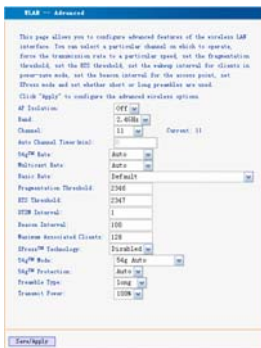 WLAN -- Advanced
This page allows you to configure advanced features of the wireless LAN
interface. You can select a particular channel on which to operate,
force the transmission rate to a particular speed, set the fragmentation
threshold, set the RTS threshold, set the wakeup interval for clients in
power-save mode, set the beacon interval for the access point, set
XPress mode and set whether short or long preambles are used.
Click "Apply" to configure the advanced wireless options.
AP Isolation: Off
Band: 2.4GHz
Channel: 11 Current: 11
Auto Channel Timer(min):
54g™ Rate: Auto
Multicast Rate: Auto
Basic Rate: Default
Fragmentation Threshold: 2346
RTS Threshold: 2347
DTIM Interval: 1
Beacon Interval: 100
Maximum Associated Clients: 128
XPress™ Technology: Disabled
54g™ Mode: 54g Auto
54g™ Protection: Auto
Preamble Type: long
Transmit Power: 100%
Save/Apply